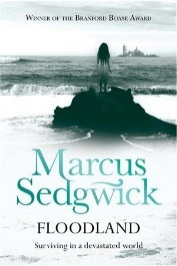 WINNER OF THE BRANFORD BOASE AWARD
Marcus
Sedgwick
FLOODLAND
Surviving in a devastated world